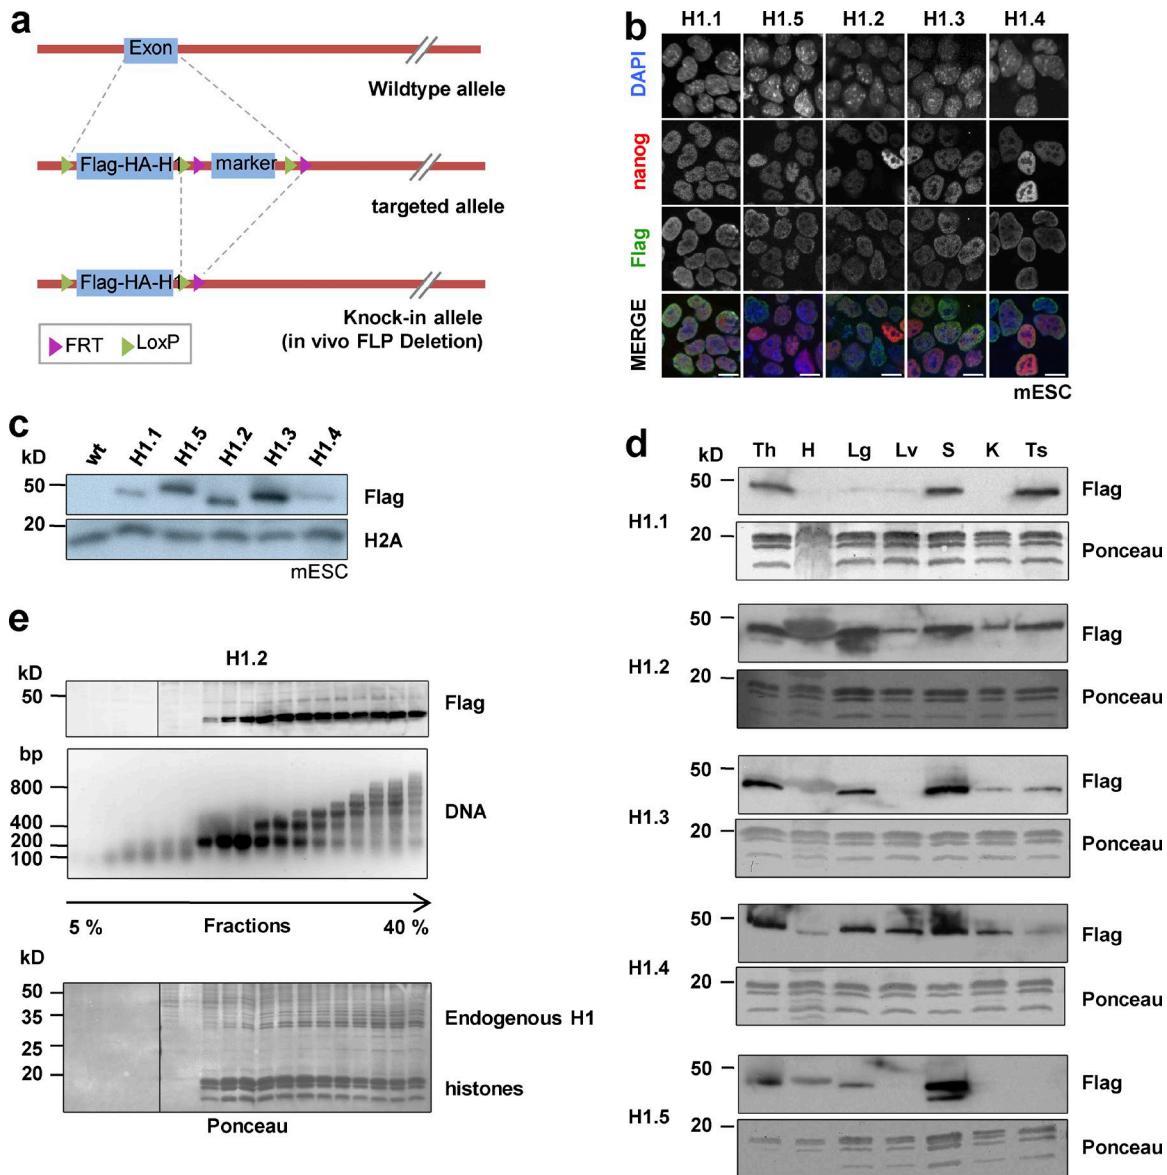 a
Exon
Wildtype allele
Flag-HA-H1
marker
targeted allele
Flag-HA-H1
Knock-in allele
(in vivo FLP Deletion)
FRT
LoxP
b
H1.1 H1.5 H1.2 H1.3 H1.4
DAPI
nanog
Flag
MERGE
mESC
c
kD
wt H1.1 H1.5 H1.2 H1.3 H1.4
50
Flag
20
H2A
mESC
d
kD
Th H Lg Lv S K Ts
50
Flag
H1.1
20
Ponceau
50
Flag
H1.2
20
Ponceau
50
Flag
H1.3
20
Ponceau
50
Flag
H1.4
20
Ponceau
50
Flag
H1.5
20
Ponceau
e
H1.2
kD
50
Flag
bp
800
400
200
100
DNA
5 % Fractions 40 %
kD
50
35
25
20
Endogenous H1
histones
Ponceau